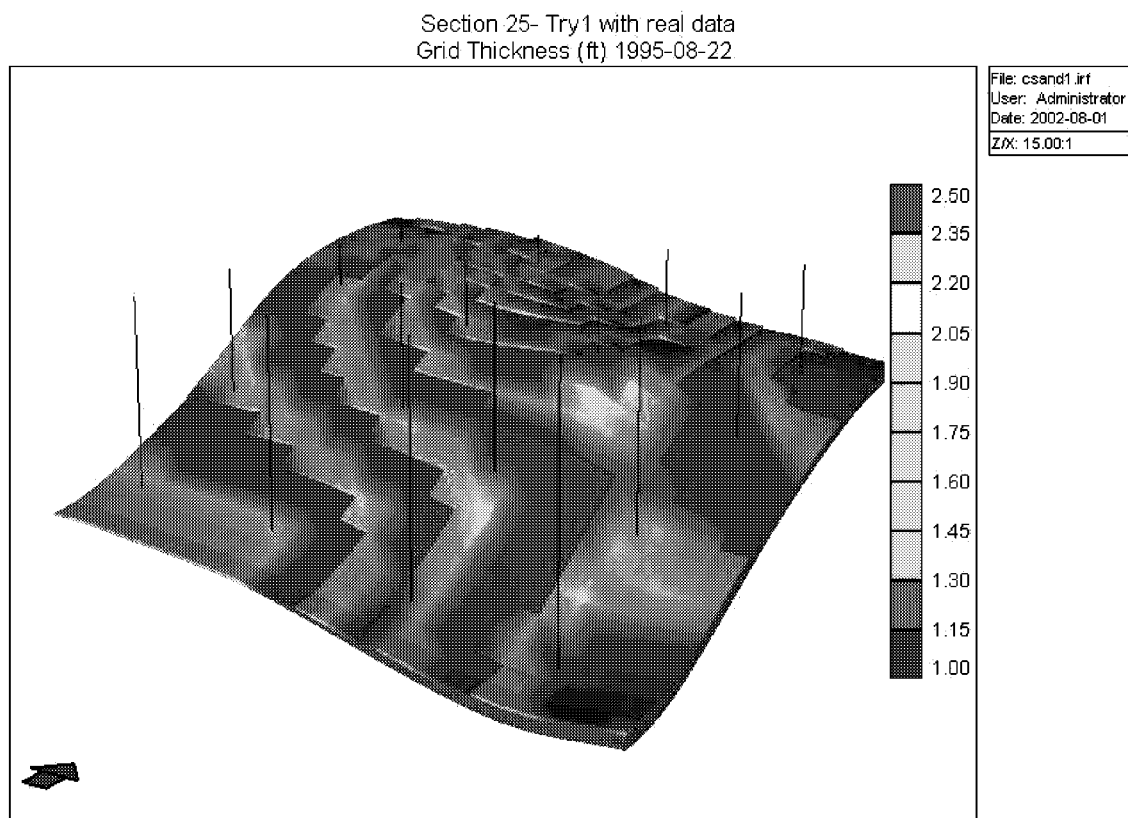 Section 25- Try1 with real data
Grid Thickness (ft) 1995-08-22
File: csand1.irf
User: Administrator
Date: 2002-08-01
Z/X: 15.00:1
2.50
2.35
2.20
2.05
1.90
1.75
1.60
1.45
1.30
1.15
1.00